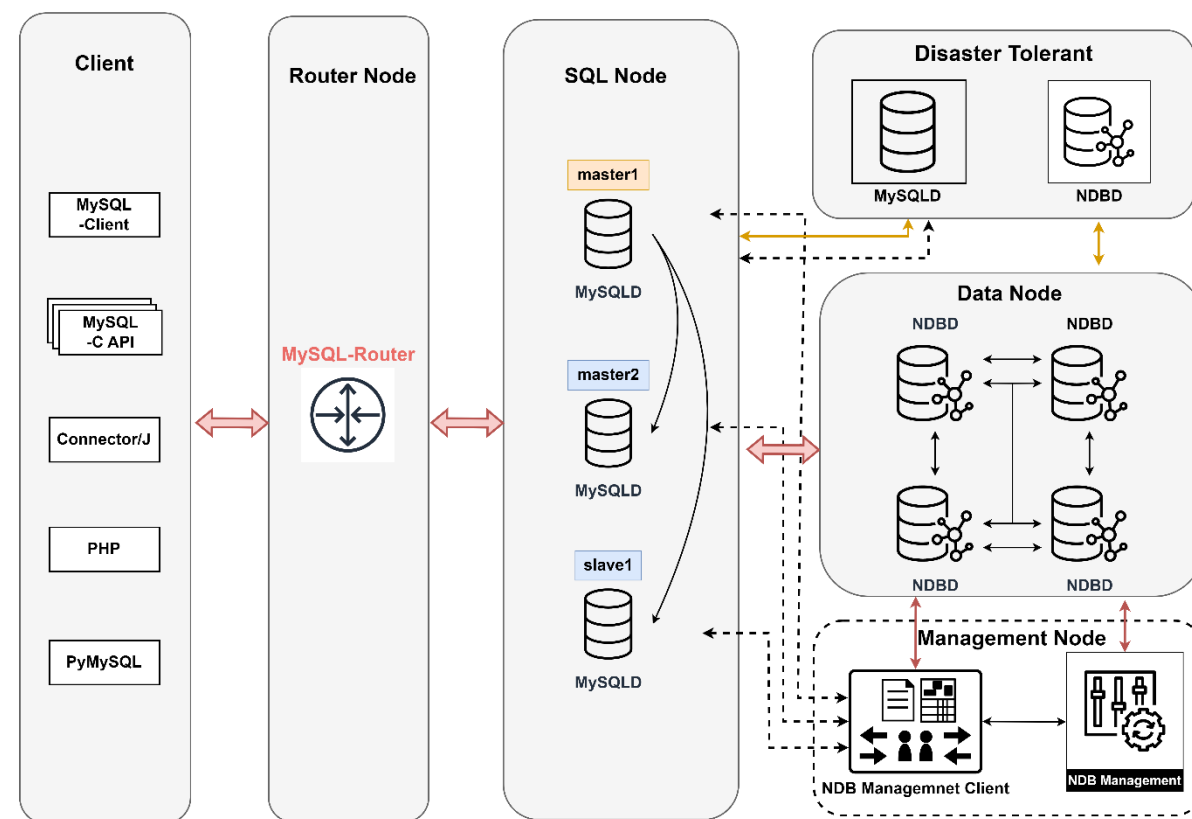 Client
MySQL
-Client
MySQL
-C API
Connector/J
PHP
PyMySQL
Router Node
MySQL-Router
SQL Node
master1
MySQLD
master2
MySQLD
slave1
MySQLD
Disaster Tolerant
MySQLD
NDBD
Data Node
NDBD
NDBD
NDBD
NDBD
Management Node
NDB Managemnet Client
NDB Management